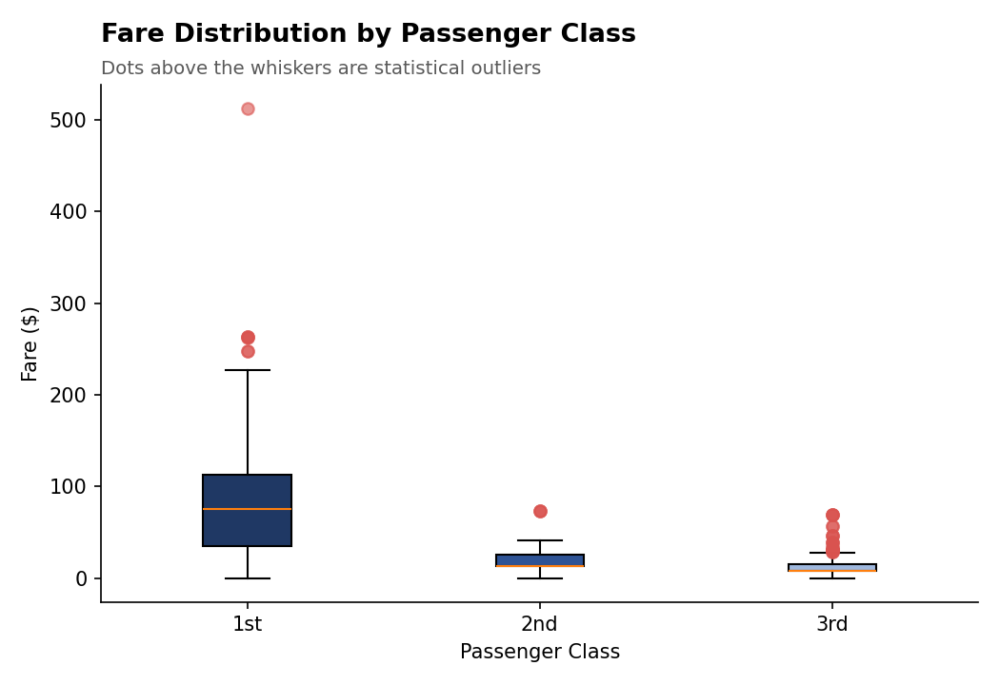 Fare Distribution by Passenger Class
Dots above the whiskers are statistical outliers
500
400
300
200
100
0
Fare ($)
1st 2nd 3rd
Passenger Class